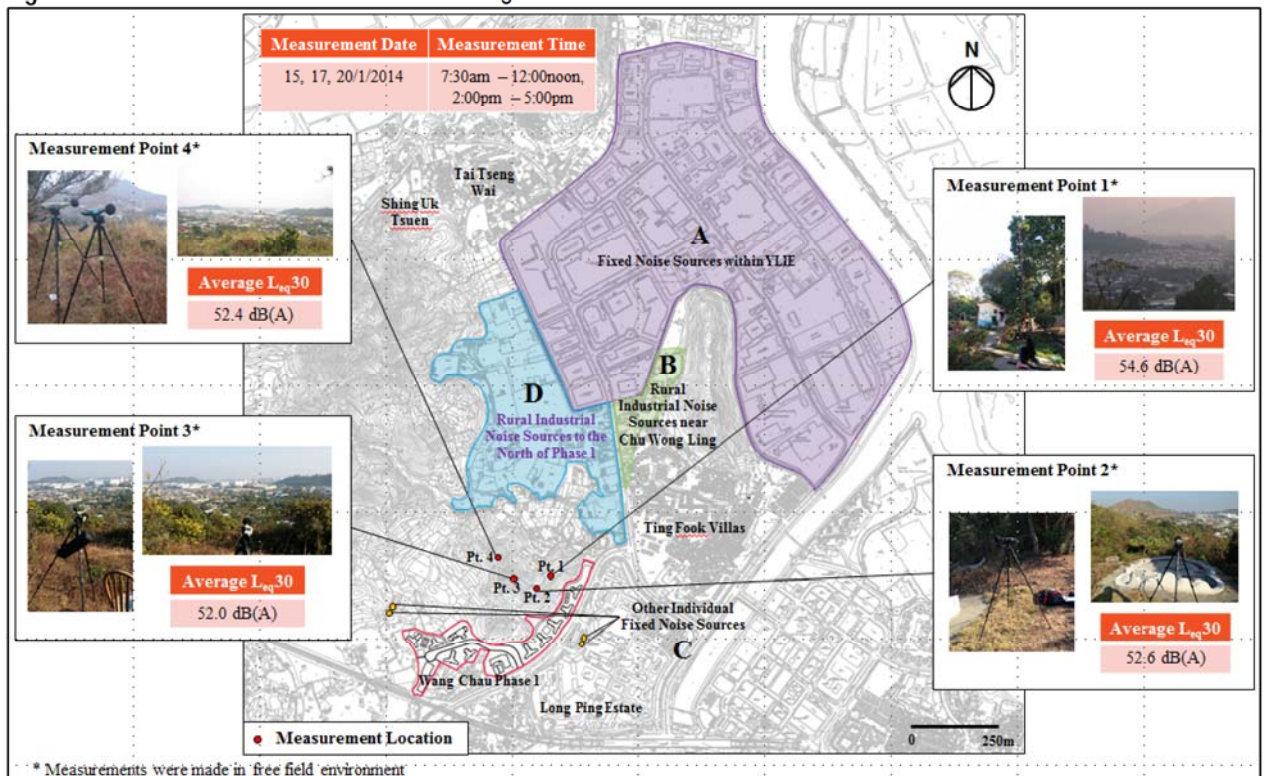 Measurement Date Measurement Time
15, 17, 20/1/2014 7:30am – 12:00noon,
2:00pm – 5:00pm
N
Measurement Point 4*
Average Leq30
52.4 dB(A)
Tai Tseng
Wai
Shing Uk
Tsuen
A
Fixed Noise Sources within YLIE
Measurement Point 1*
Average Leq30
54.6 dB(A)
B
Rural
Industrial Noise
Sources near
Chu Wong Ling
D
Rural Industrial
Noise Sources to the
North of Phase 1
Measurement Point 3*
Average Leq30
52.0 dB(A)
Measurement Point 2*
Average Leq30
52.6 dB(A)
Ting Fook Villas
Pt. 4
Pt. 1
Pt. 3
Pt. 2
Other Individual
Fixed Noise Sources
C
Wang Chau Phase 1
Long Ping Estate
Measurement Location
0 250m
* Measurements were made in free field environment